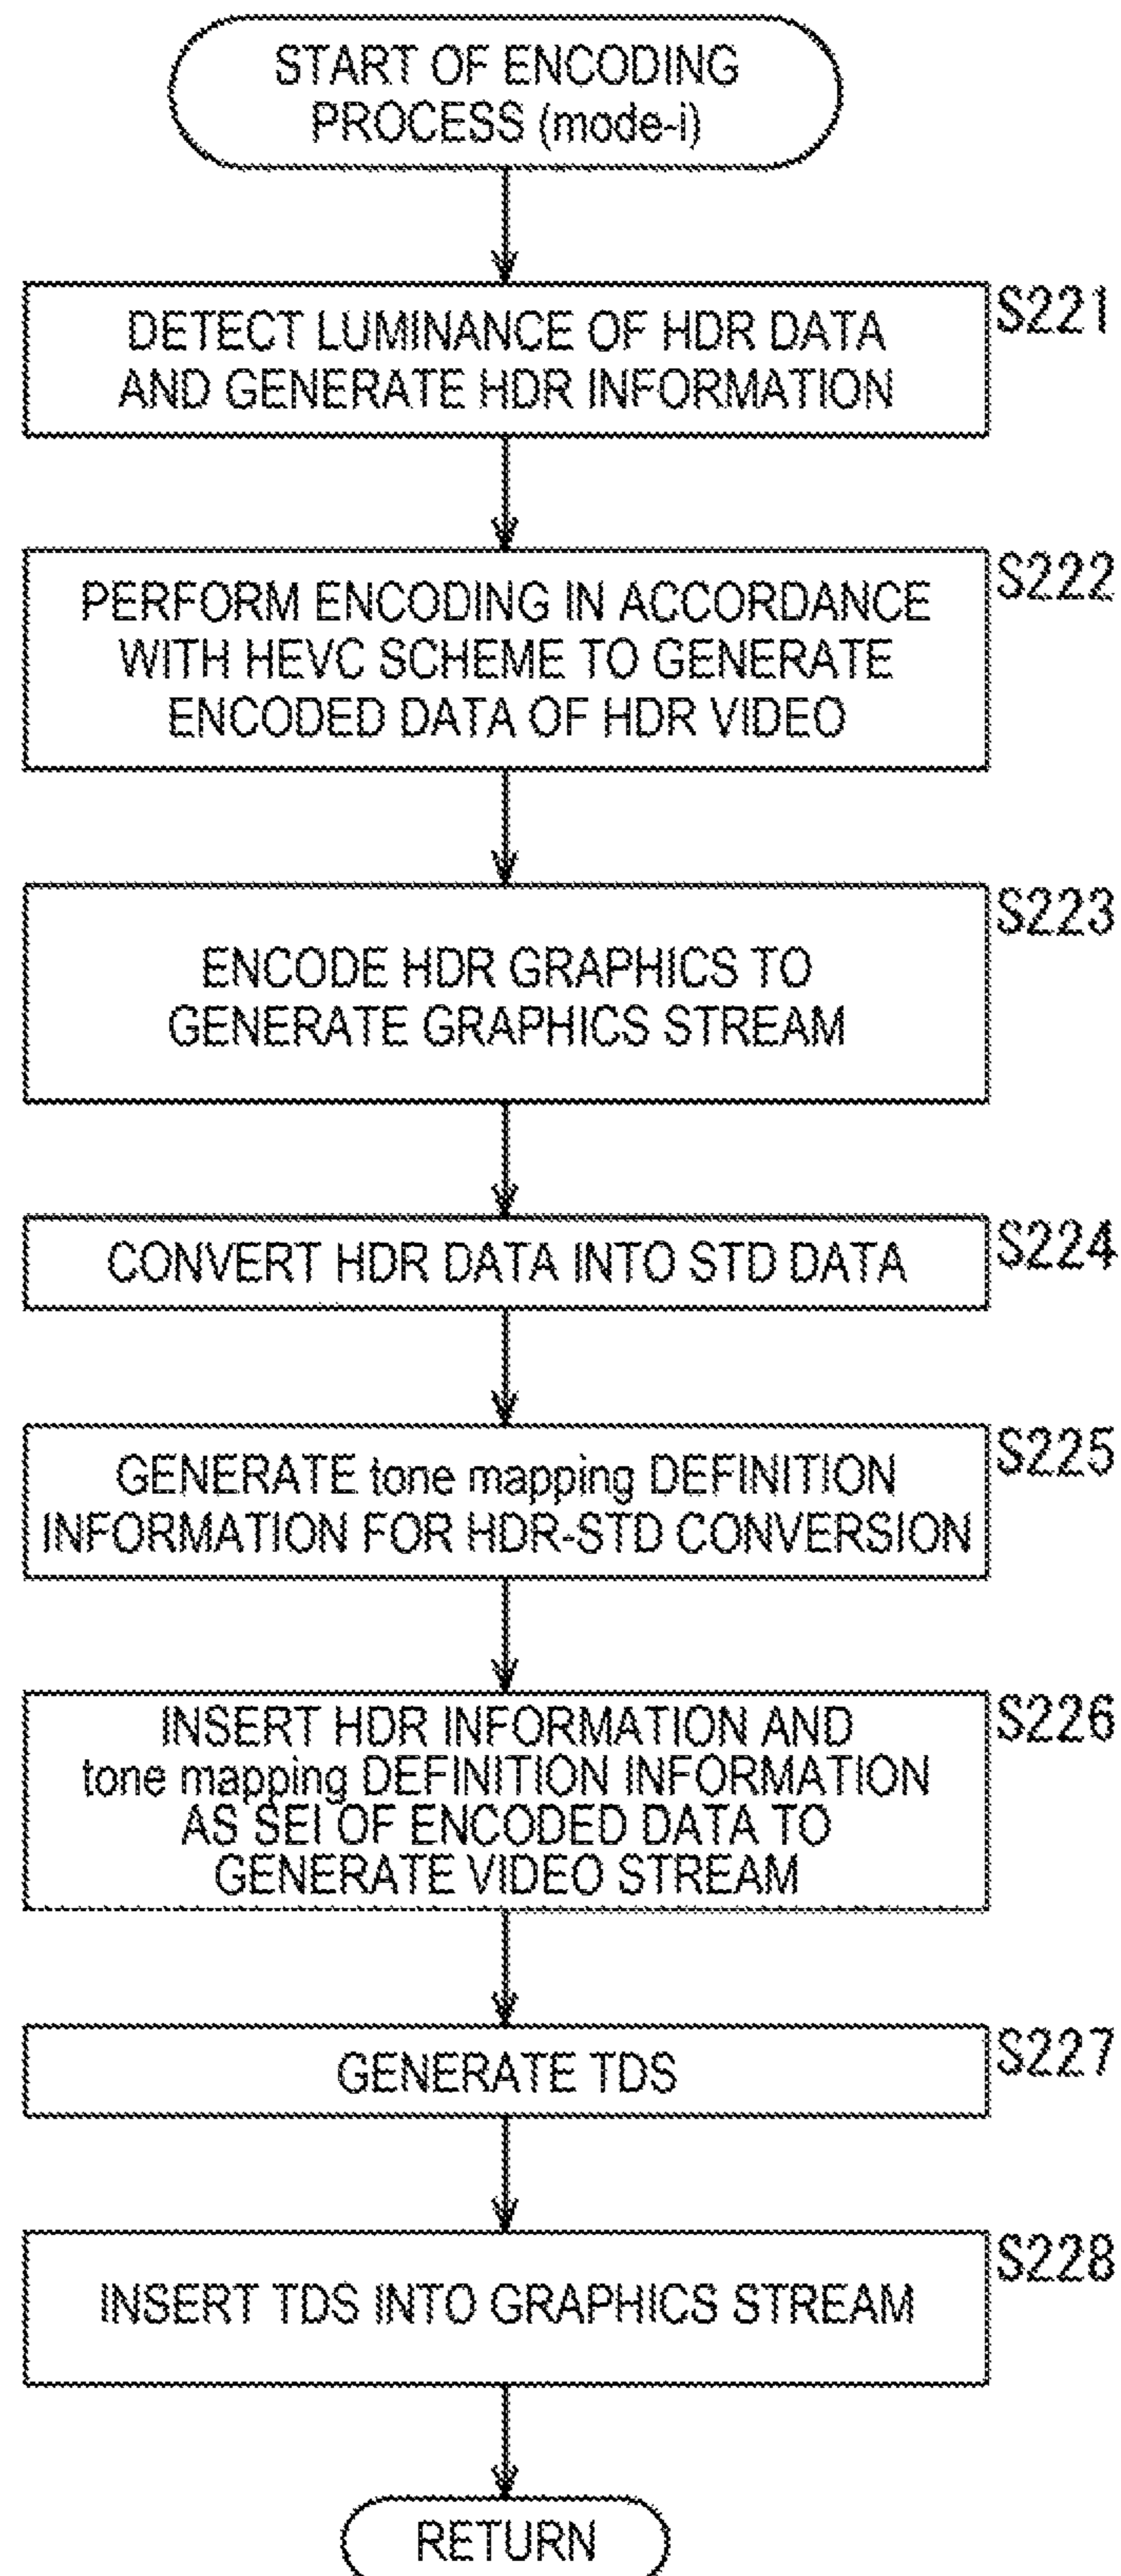 START OF ENCODING
PROCESS (mode-i)
DETECT LUMINANCE OF HDR DATA
AND GENERATE HDR INFORMATION
S221
PERFORM ENCODING IN ACCORDANCE
WITH HEVC SCHEME TO GENERATE
ENCODED DATA OF HDR VIDEO
S222
ENCODE HDR GRAPHICS TO
GENERATE GRAPHICS STREAM
S223
CONVERT HDR DATA INTO STD DATA
S224
GENERATE tone mapping DEFINITION
INFORMATION FOR HDR-STD CONVERSION
S225
INSERT HDR INFORMATION AND
tone mapping DEFINITION INFORMATION
AS SEI OF ENCODED DATA TO
GENERATE VIDEO STREAM
S226
GENERATE TDS
S227
INSERT TDS INTO GRAPHICS STREAM
S228
RETURN